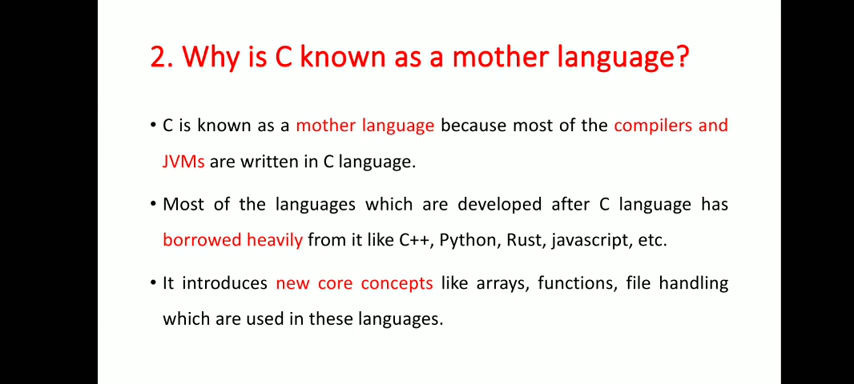 2. Why is C known as a mother language?
• C is known as a mother language because most of the compilers and
JVMs are written in C language.
• Most of the languages which are developed after C language has
borrowed heavily from it like C++, Python, Rust, javascript, etc.
• It introduces new core concepts like arrays, functions, file handling
which are used in these languages.